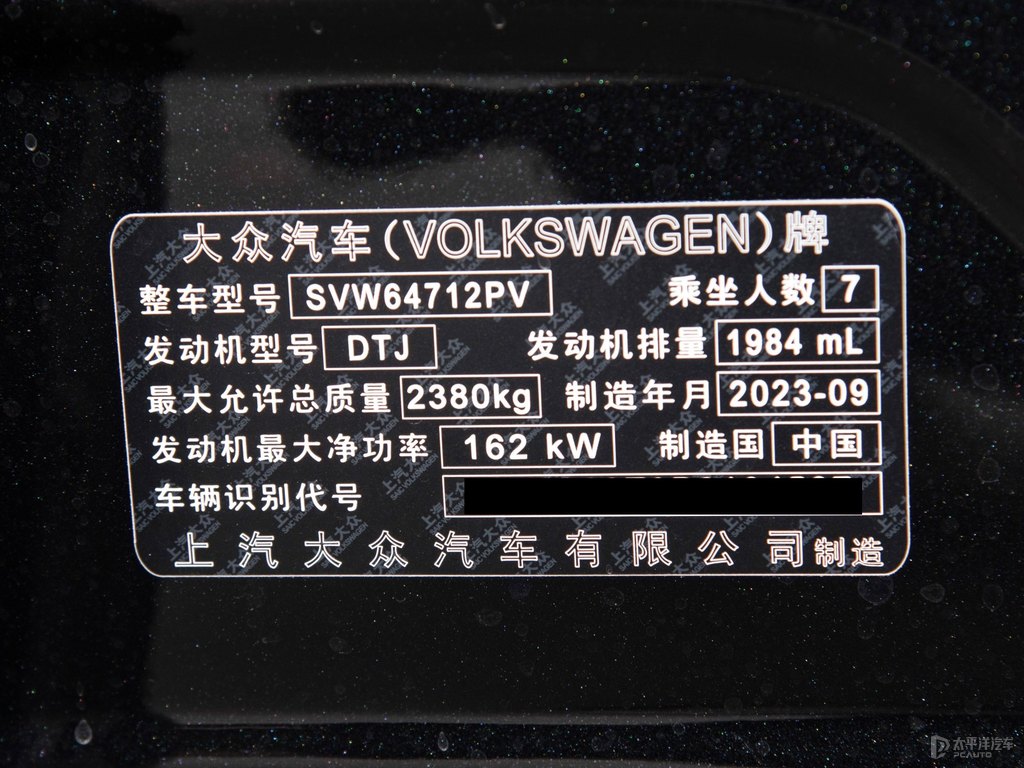 大众汽车(VOLKSWAGEN)牌
整车型号 SVW64712PV 乘坐人数 7
发动机型号 DTJ 发动机排量 1984 mL
最大允许总质量 2380kg 制造年月 2023-09
发动机最大净功率 162 kW 制造国 中国
车辆识别代号
上汽大众汽车有限公司制造
太平洋汽车
PCAUTO